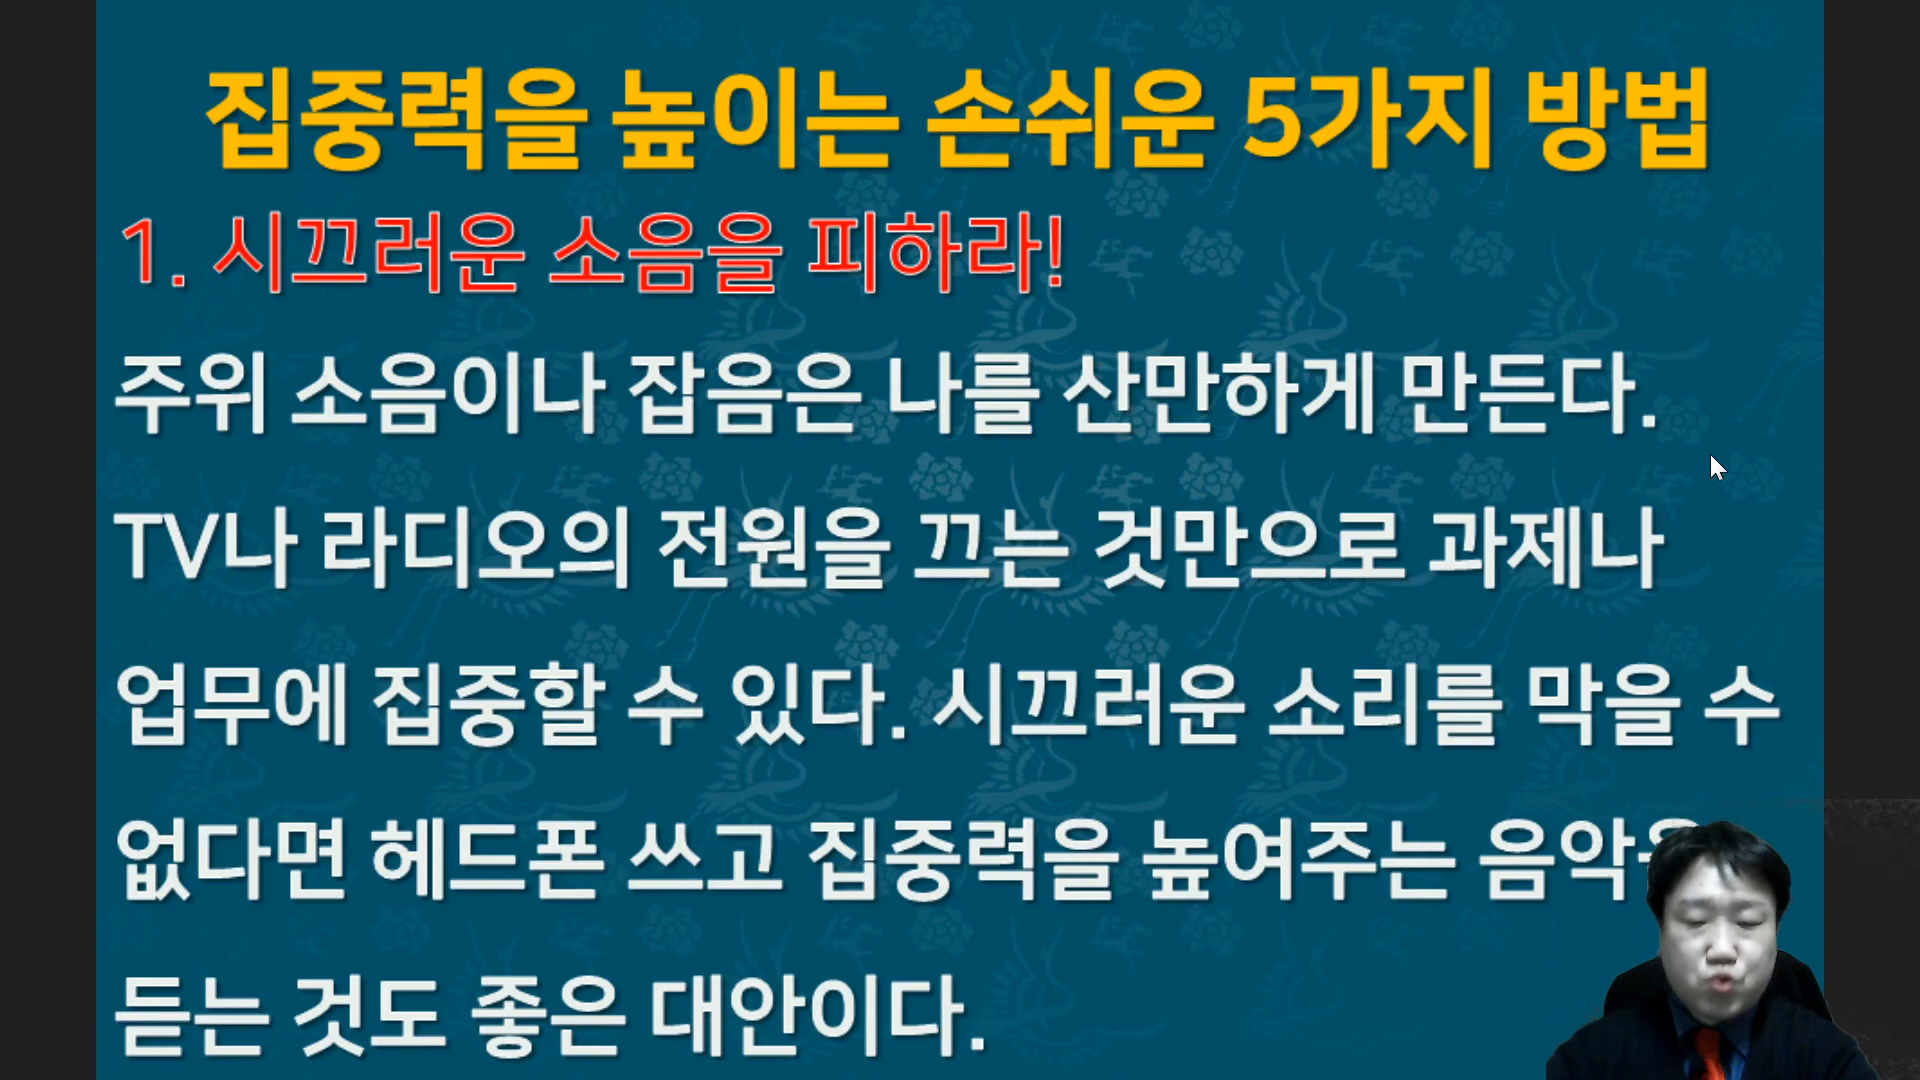 집중력을 높이는 손쉬운 5가지 방법
1. 시끄러운 소음을 피하라!
주위 소음이나 잡음은 나를 산만하게 만든다.
TV나 라디오의 전원을 끄는 것만으로 과제나
업무에 집중할 수 있다. 시끄러운 소리를 막을 수
없다면 헤드폰 쓰고 집중력을 높여주는 음악을
듣는 것도 좋은 대안이다.